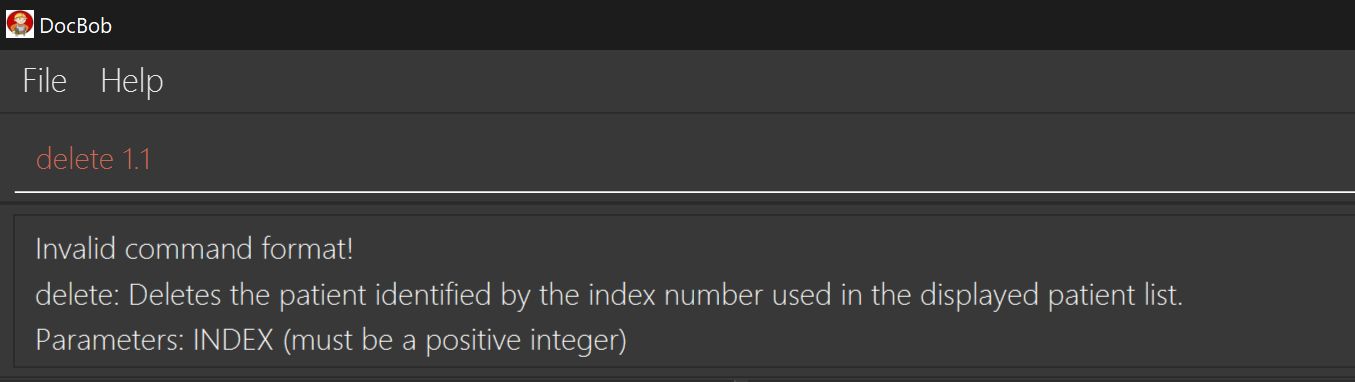 DocBob
File Help
delete 1.1
Invalid command format!
delete: Deletes the patient identified by the index number used in the displayed patient list.
Parameters: INDEX (must be a positive integer)